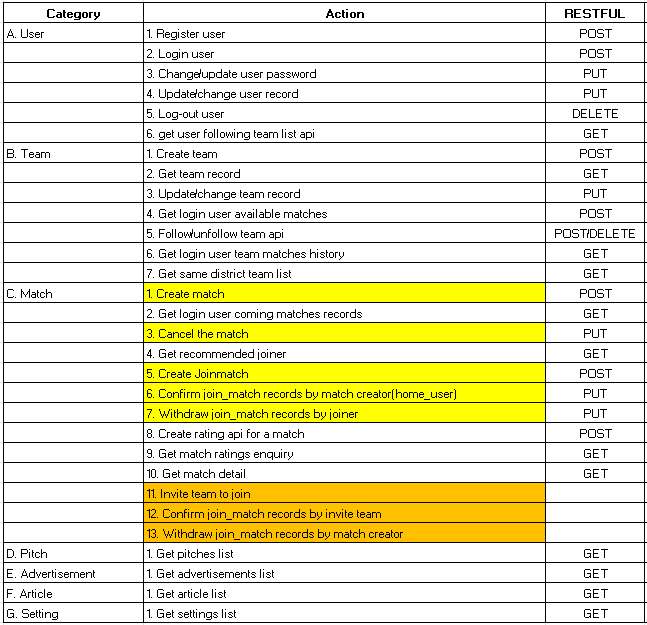 Category Action RESTFUL
A. User 1. Register user POST
2. Login user POST
3. Change/update user password PUT
4. Update/change user record PUT
5. Log-out user DELETE
6. get user following team list api GET
B. Team 1. Create team POST
2. Get team record GET
3. Update/change team record PUT
4. Get login user available matches POST
5. Follow/unfollow team api POST/DELETE
6. Get login user team matches history GET
7. Get same district team list GET
C. Match 1. Create match POST
2. Get login user coming matches records GET
3. Cancel the match PUT
4. Get recommended joiner GET
5. Create Joinmatch POST
6. Confirm join_match records by match creator(home_user) PUT
7. Withdraw join_match records by joiner PUT
8. Create rating api for a match POST
9. Get match ratings enquiry GET
10. Get match detail GET
11. Invite team to join
12. Confirm join_match records by invite team
13. Withdraw join_match records by match creator
D. Pitch 1. Get pitches list GET
E. Advertisement 1. Get advertisements list GET
F. Article 1. Get article list GET
G. Setting 1. Get settings list GET